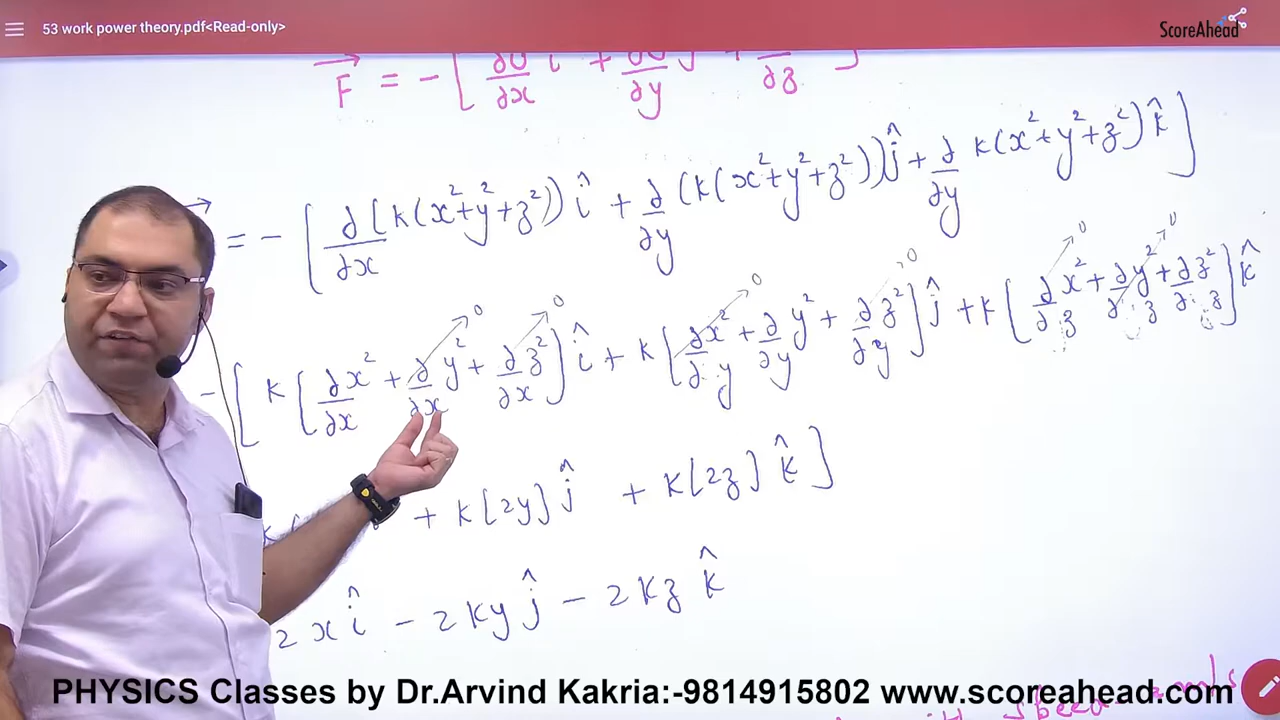 53 work power theory.pdf<Read-only>
ScoreAhead
F⃗ = -[∂U/∂x i + ∂U/∂y j + /∂z ]
= -[∂/∂x [k(x²+y²+z²)) î + ∂/∂y (k(x²+y²+z²)) ĵ + ∂/∂y k(x²+y²+z²) k̂]
-[k[∂/∂x x² + ∂/∂x y² + ∂/∂x z²] î + k[∂/∂y x² + ∂/∂y y² + ∂/∂y z²] ĵ + k[∂/∂z x² + ∂/∂z y² + ∂/∂z z²] k̂
+ k[2y] ĵ + k[2z] k̂]
2 x î - 2ky ĵ - 2kz k̂
PHYSICS Classes by Dr.Arvind Kakria:-9814915802 www.scoreahead.com